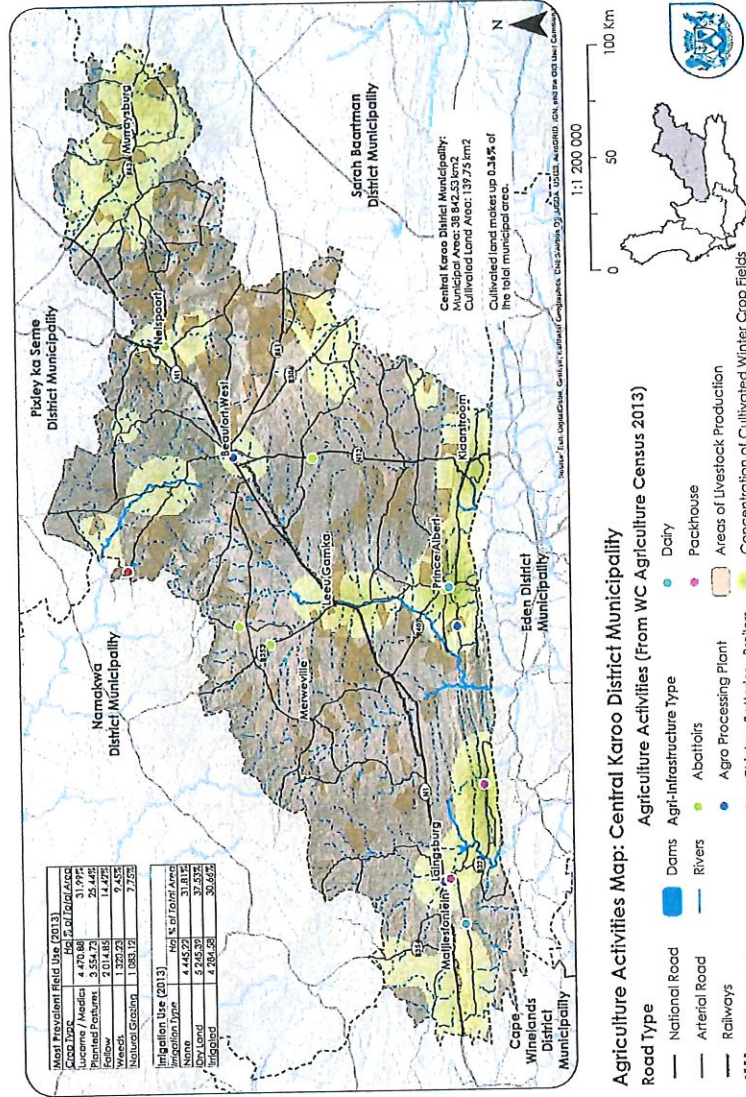 Most Prevalent Field Use (2013)
Crop Type Ha % of Total Area
Lucerne / Medics 4 470,88 31.99%
Planted Pastures 3 554,73 25.44%
Fallow 2 014,85 14.42%
Weeds 1 320,23 9.45%
Natural Grazing 1 083,12 7.75%
Irrigation Use (2013)
Irrigation Type Ha % of Total Area
None 4 445,22 31.81%
Dry Land 5 245,39 37.53%
Irrigated 4 284,58 30.66%
Namakwa
District Municipality
Pixley ka Seme
District Municipality
Sarah Baartman
District Municipality
Eden District
Municipality
Cape
Winelands
District
Municipality
Murraysburg
Nelspoort
Beaufort West
Leeu Gamka
Merweville
Prince Albert
Klaarstroom
Laingsburg
Matjiesfontein
N1
N1
N12
Central Karoo District Municipality:
Municipal Area: 38 842.53 km2
Cultivated Land Area: 139.75 km2
Cultivated land makes up 0.36% of
the total municipal area.
N
1:1 200 000
0 50 100 Km
Agriculture Activities Map: Central Karoo District Municipality
Agriculture Activities (From WC Agriculture Census 2013)
Road Type
National Road
Arterial Road
Railways
Dams
Rivers
Agri-Infrastructure Type
Abattoirs
Agro Processing Plant
Dairy
Packhouse
Areas of Livestock Production
Concentration of Cultivated Winter Crop Fields